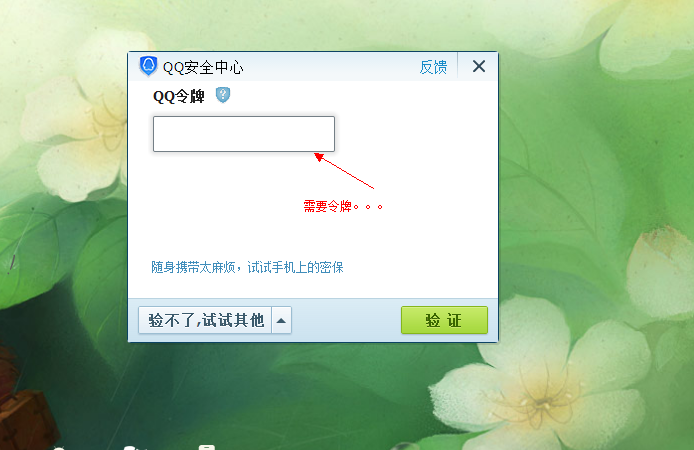 QQ安全中心
反馈
QQ令牌
需要令牌。。。
随身携带太麻烦，试试手机上的密保
验不了,试试其他
验 证